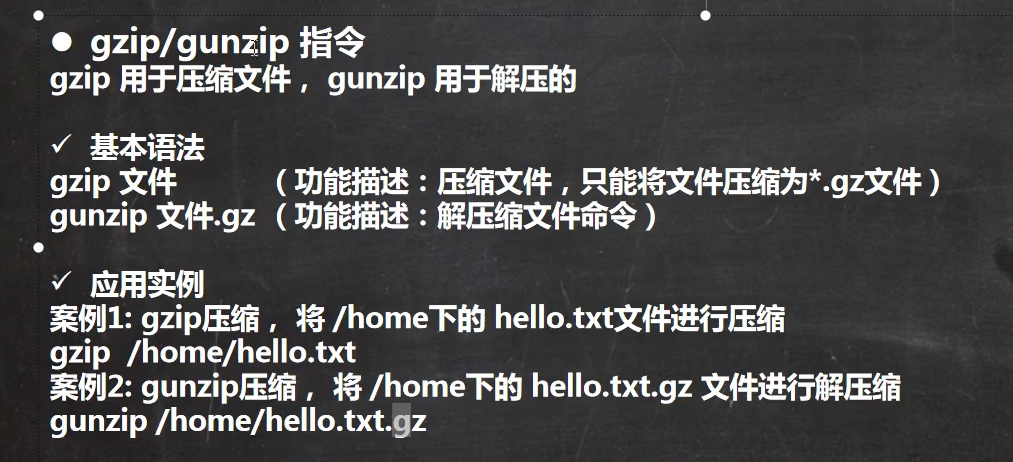 ● gzip/gunzip 指令
gzip 用于压缩文件， gunzip 用于解压的
✓ 基本语法
gzip 文件 （功能描述：压缩文件，只能将文件压缩为*.gz文件）
gunzip 文件.gz （功能描述：解压缩文件命令）
✓ 应用实例
案例1: gzip压缩， 将 /home下的 hello.txt文件进行压缩
gzip /home/hello.txt
案例2: gunzip压缩， 将 /home下的 hello.txt.gz 文件进行解压缩
gunzip /home/hello.txt.gz